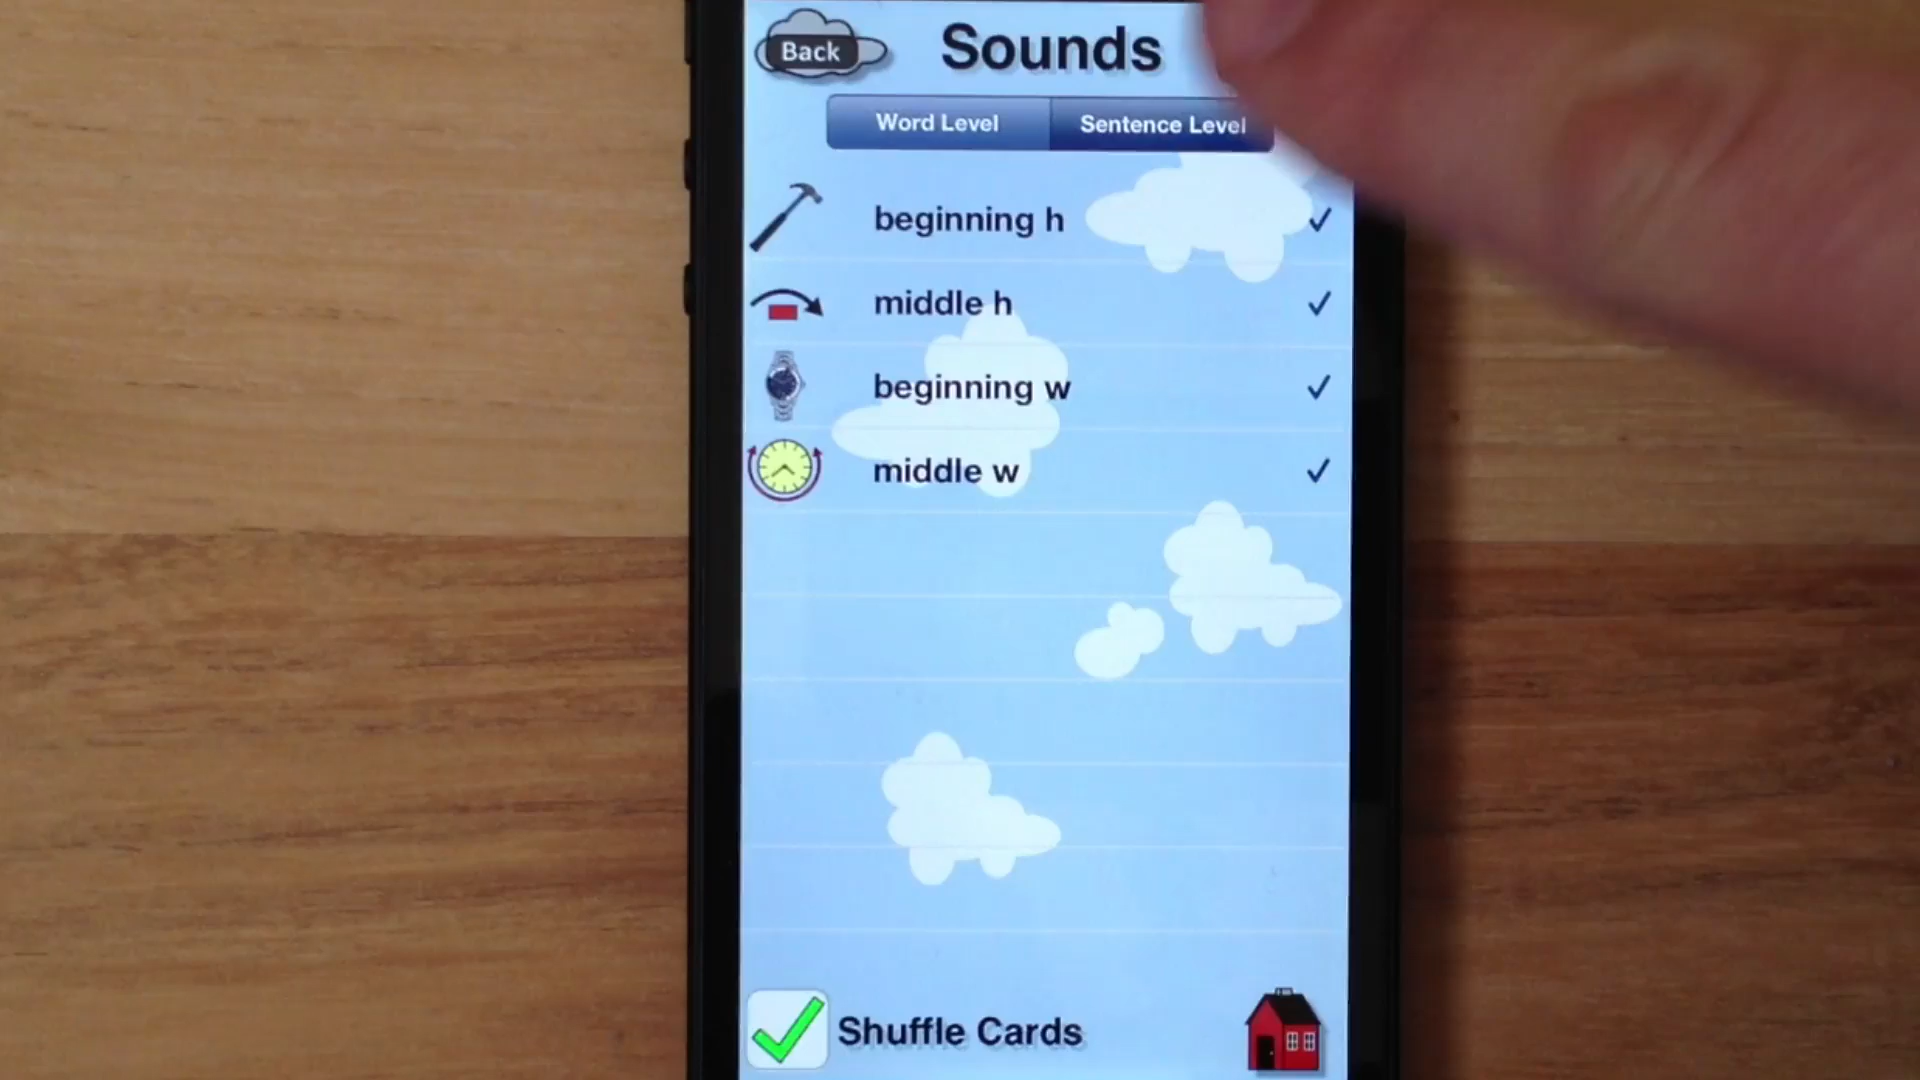 Back
Sounds
Word Level
Sentence Level
beginning h
middle h
beginning w
middle w
Shuffle Cards